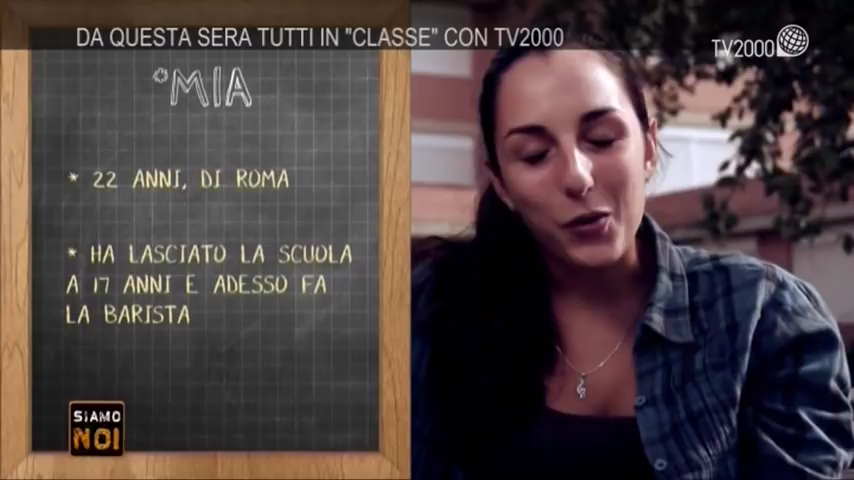 DA QUESTA SERA TUTTI IN "CLASSE" CON TV2000
TV2000
*MIA
* 22 ANNI, DI ROMA
* HA LASCIATO LA SCUOLA
A 17 ANNI E ADESSO FA
LA BARISTA
SIAMO
NOI